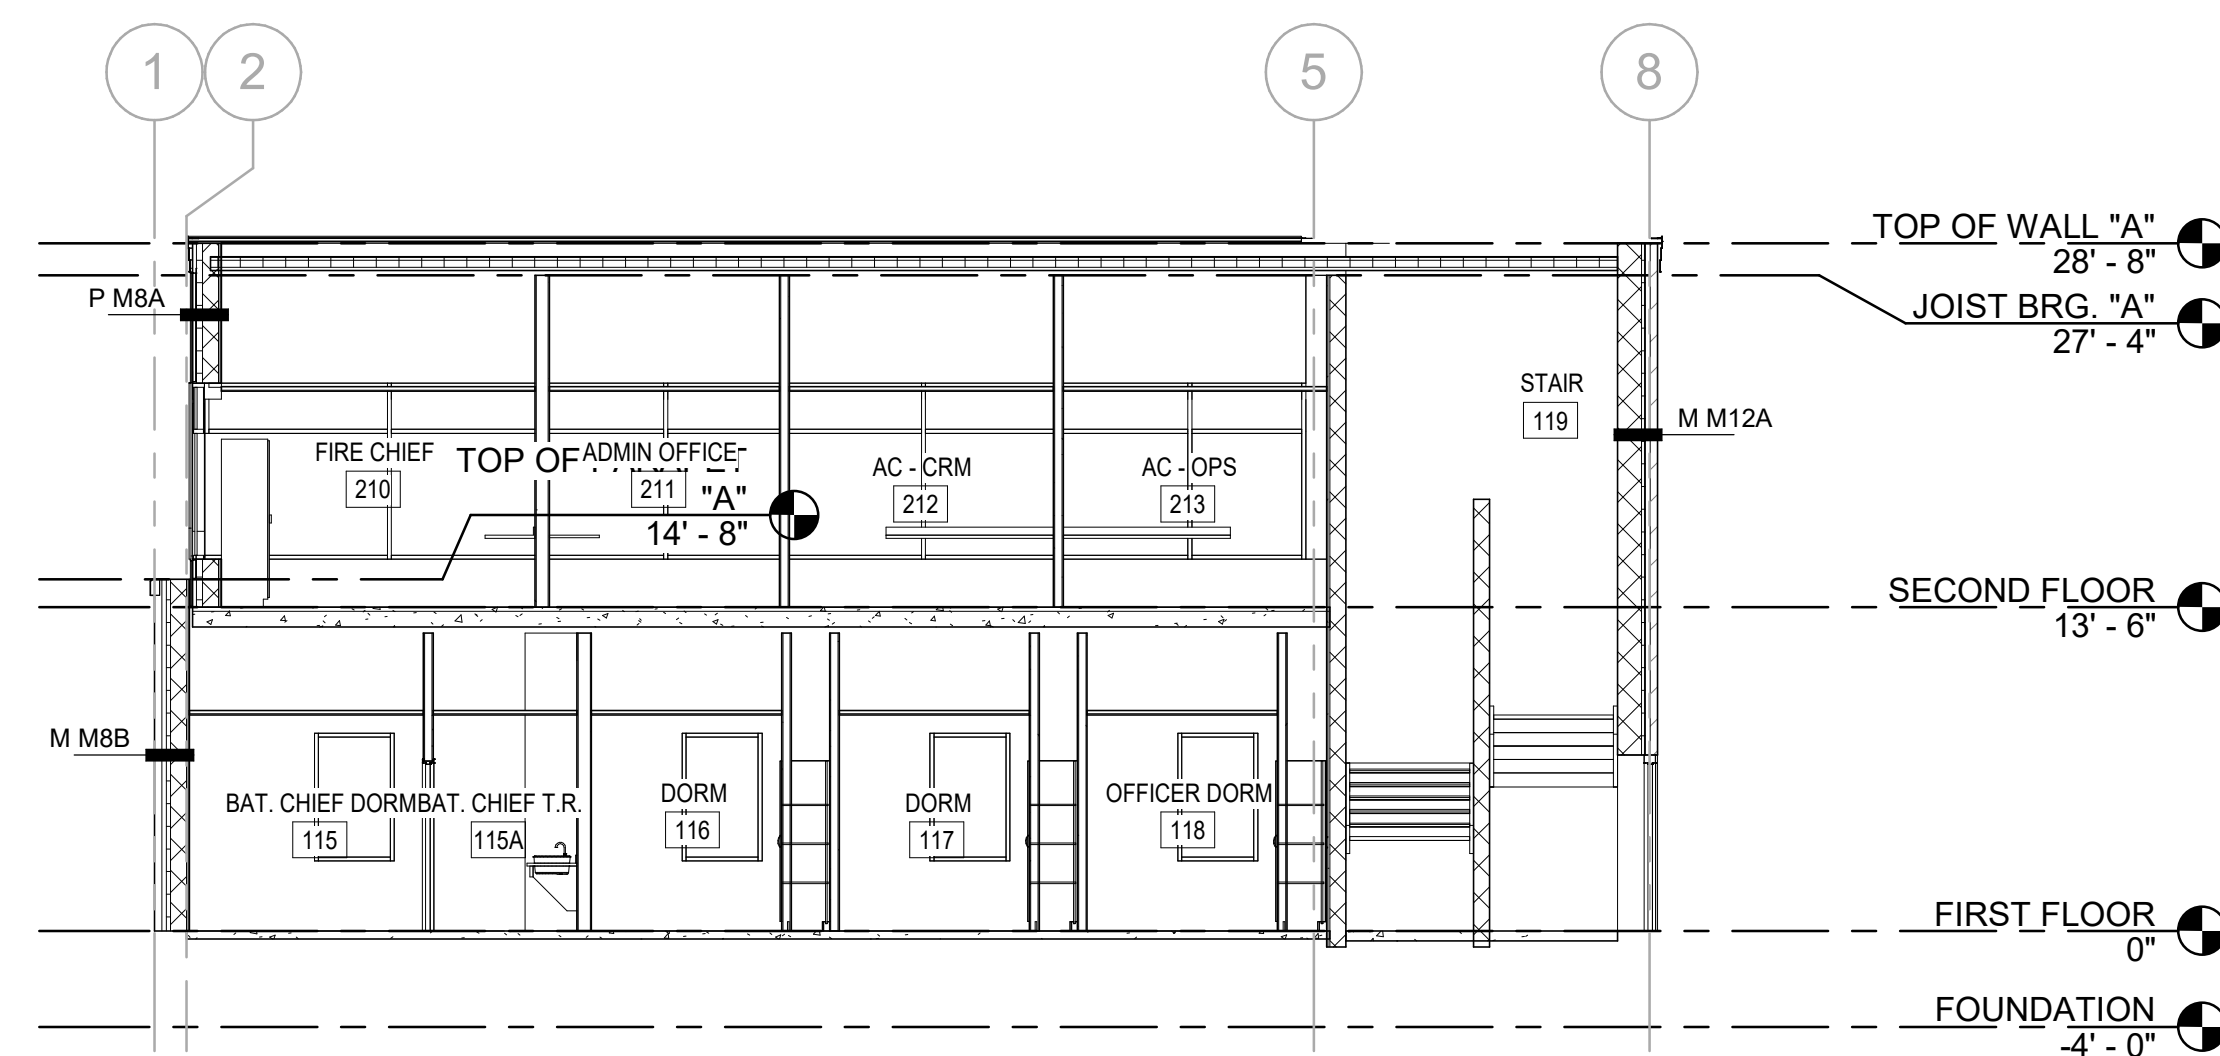 1
2
5
8
TOP OF WALL "A"
28' - 8"
P M8A
JOIST BRG. "A"
27' - 4"
STAIR
119
M M12A
FIRE CHIEF
210
TOP OF
"A"
14' - 8"
ADMIN OFFICE
211
AC - CRM
212
AC - OPS
213
SECOND FLOOR
13' - 6"
M M8B
BAT. CHIEF DORM
115
BAT. CHIEF T.R.
115A
DORM
116
DORM
117
OFFICER DORM
118
FIRST FLOOR
0"
FOUNDATION
-4' - 0"